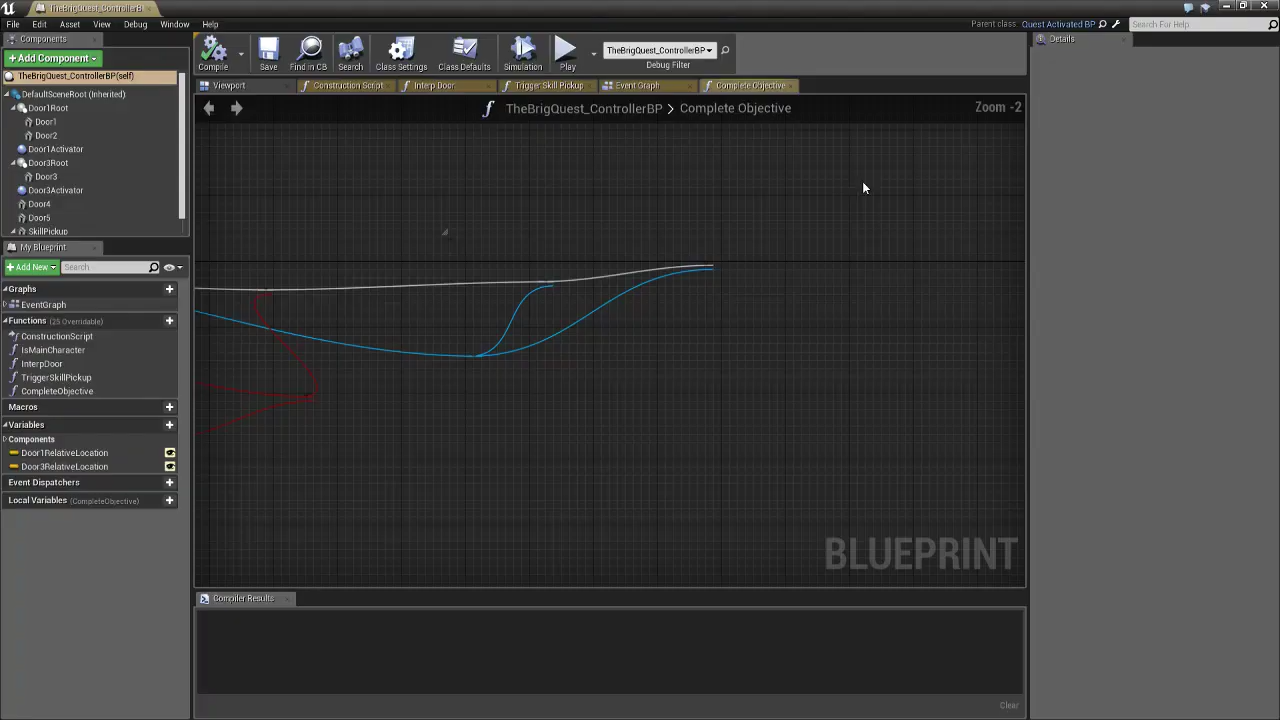 TheBrigQuest_ControllerBP
File Edit Asset View Debug Window Help
Parent class: Quest Activated BP
Search For Help
Components
Details
+ Add Component
TheBrigQuest_ControllerBP(self)
DefaultSceneRoot (Inherited)
Door1Root
Door1
Door2
Door1Activator
Door3Root
Door3
Door3Activator
Door4
Door5
SkillPickup
Compile
Save
Find in CB
Search
Class Settings
Class Defaults
Simulation
Play
TheBrigQuest_ControllerBP
Debug Filter
Viewport
Construction Script
Interp Door
Trigger Skill Pickup
Event Graph
Complete Objective
TheBrigQuest_ControllerBP > Complete Objective
Zoom -2
My Blueprint
+ Add New
Search
Graphs
EventGraph
Functions (25 Overridable)
ConstructionScript
IsMainCharacter
InterpDoor
TriggerSkillPickup
CompleteObjective
Macros
Variables
Components
Door1RelativeLocation
Door3RelativeLocation
Event Dispatchers
Local Variables (CompleteObjective)
BLUEPRINT
Compiler Results
Clear